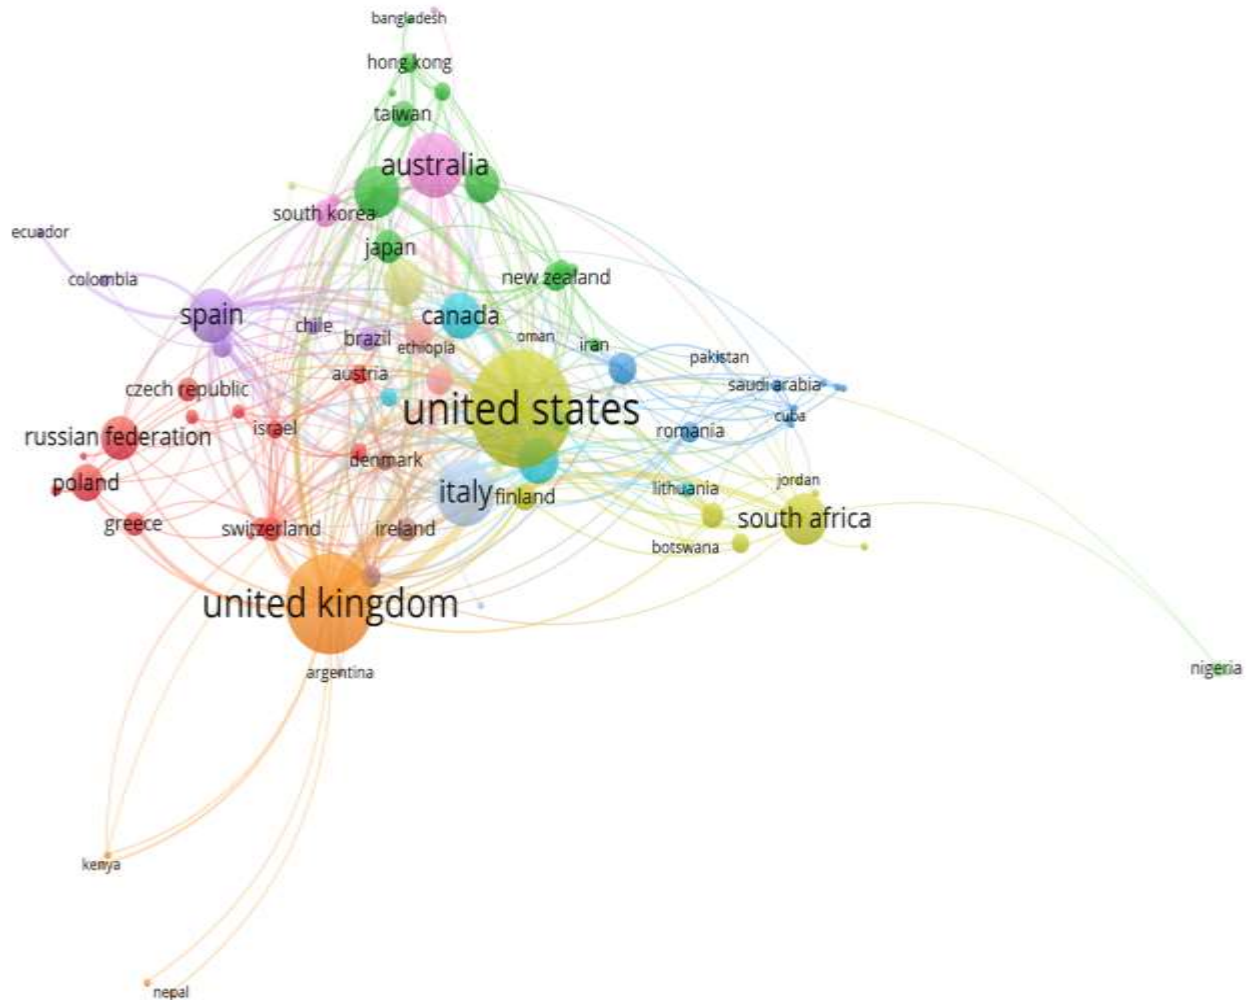 bangladesh
hong kong
taiwan
australia
south korea
ecuador
japan
colombia
new zealand
spain
canada
chile
brazil
oman
ethiopia
iran
pakistan
austria
saudi arabia
czech republic
united states
cuba
israel
romania
russian federation
denmark
poland
jordan
lithuania
italy
finland
greece
switzerland
ireland
south africa
botswana
united kingdom
nigeria
argentina
kenya
nepal